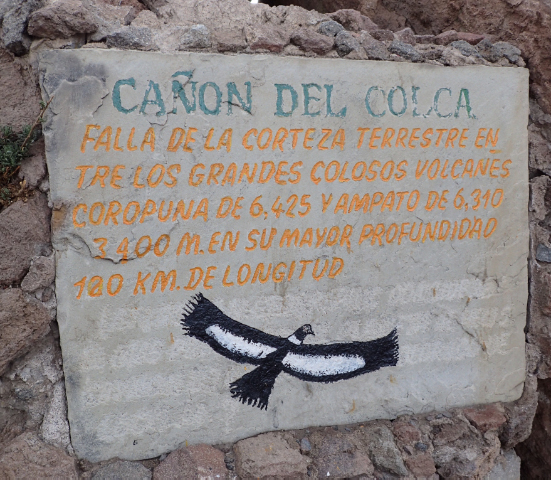 CAÑON DEL COLCA
FALLA DE LA CORTEZA TERRESTRE EN
TRE LOS GRANDES COLOSOS VOLCANES
COROPUNA DE 6.425 Y AMPATO DE 6,310
3.400 M. EN SU MAYOR PROFUNDIDAD
100 KM. DE LONGITUD